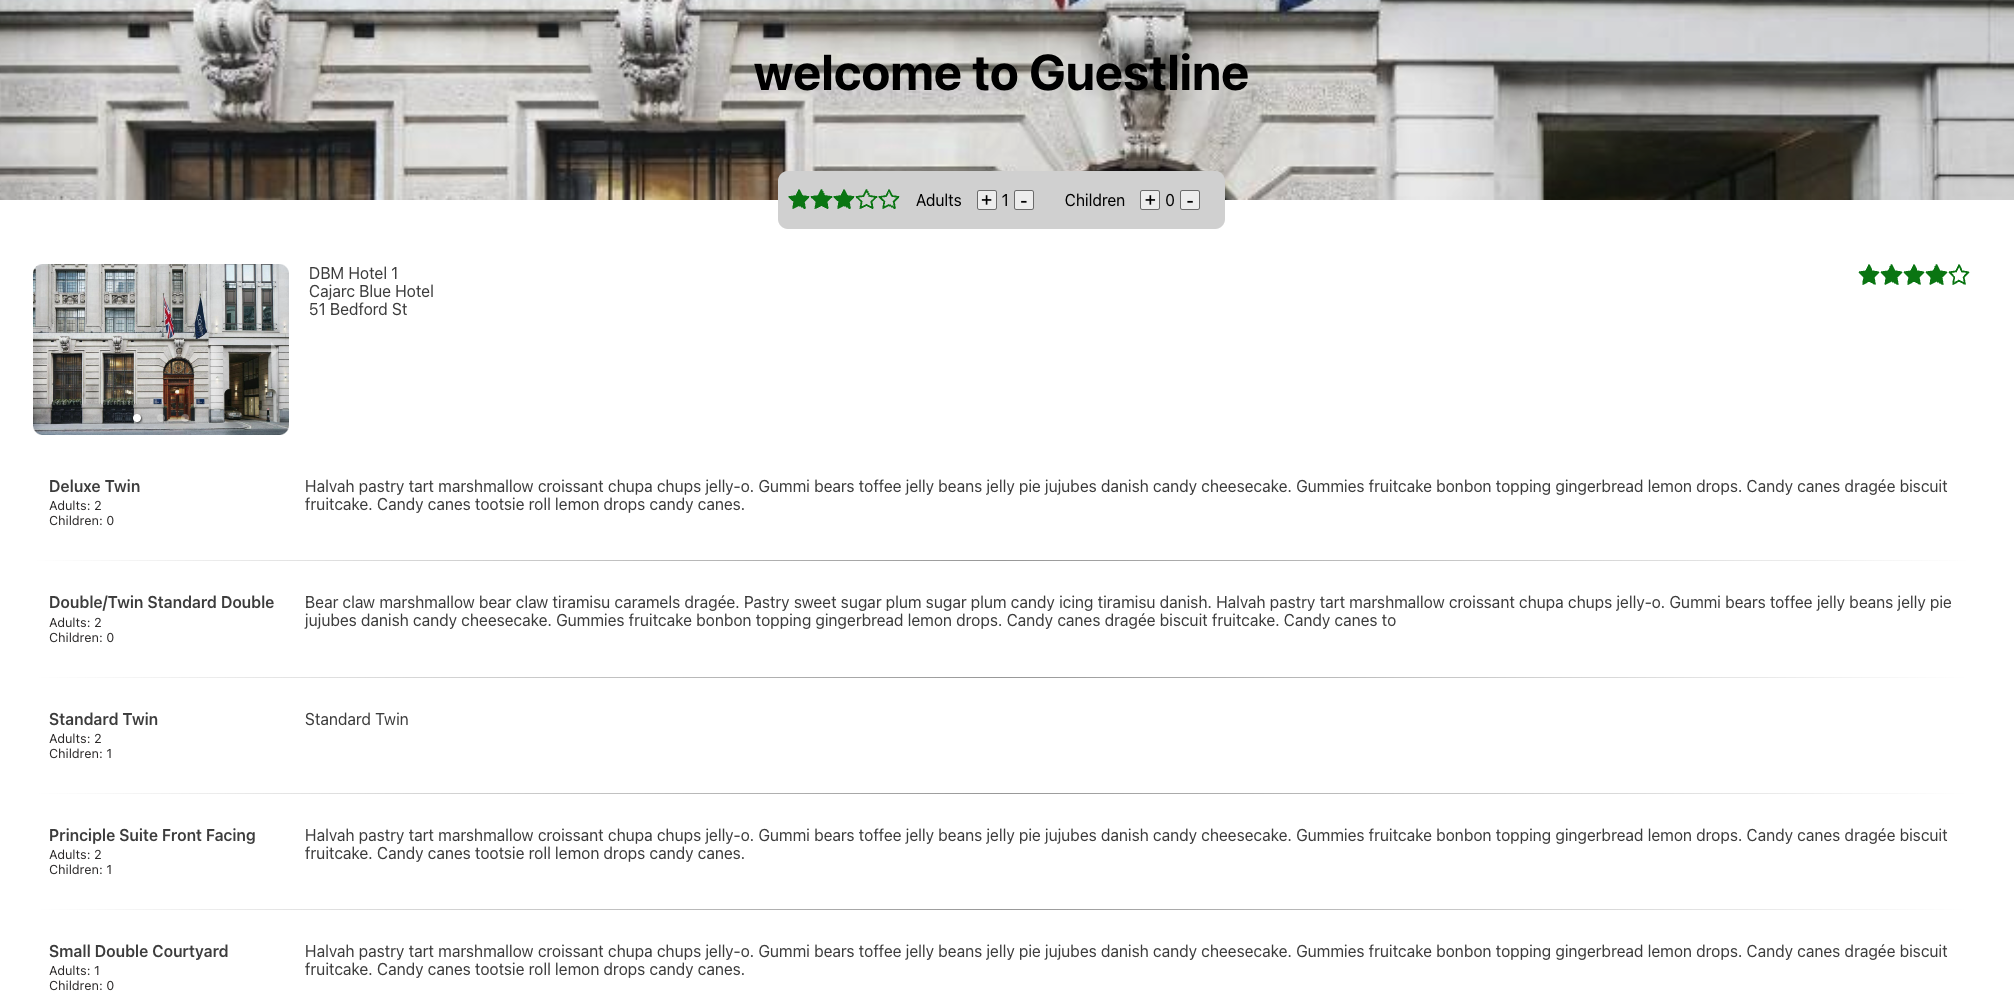 welcome to Guestline
Adults + 1 - Children + 0 -
DBM Hotel 1
Cajarc Blue Hotel
51 Bedford St
Deluxe Twin
Adults: 2
Children: 0
Halvah pastry tart marshmallow croissant chupa chups jelly-o. Gummi bears toffee jelly beans jelly pie jujubes danish candy cheesecake. Gummies fruitcake bonbon topping gingerbread lemon drops. Candy canes dragée biscuit
fruitcake. Candy canes tootsie roll lemon drops candy canes.
Double/Twin Standard Double
Adults: 2
Children: 0
Bear claw marshmallow bear claw tiramisu caramels dragée. Pastry sweet sugar plum sugar plum candy icing tiramisu danish. Halvah pastry tart marshmallow croissant chupa chups jelly-o. Gummi bears toffee jelly beans jelly pie
jujubes danish candy cheesecake. Gummies fruitcake bonbon topping gingerbread lemon drops. Candy canes dragée biscuit fruitcake. Candy canes to
Standard Twin
Adults: 2
Children: 1
Standard Twin
Principle Suite Front Facing
Adults: 2
Children: 1
Halvah pastry tart marshmallow croissant chupa chups jelly-o. Gummi bears toffee jelly beans jelly pie jujubes danish candy cheesecake. Gummies fruitcake bonbon topping gingerbread lemon drops. Candy canes dragée biscuit
fruitcake. Candy canes tootsie roll lemon drops candy canes.
Small Double Courtyard
Adults: 1
Children: 0
Halvah pastry tart marshmallow croissant chupa chups jelly-o. Gummi bears toffee jelly beans jelly pie jujubes danish candy cheesecake. Gummies fruitcake bonbon topping gingerbread lemon drops. Candy canes dragée biscuit
fruitcake. Candy canes tootsie roll lemon drops candy canes.